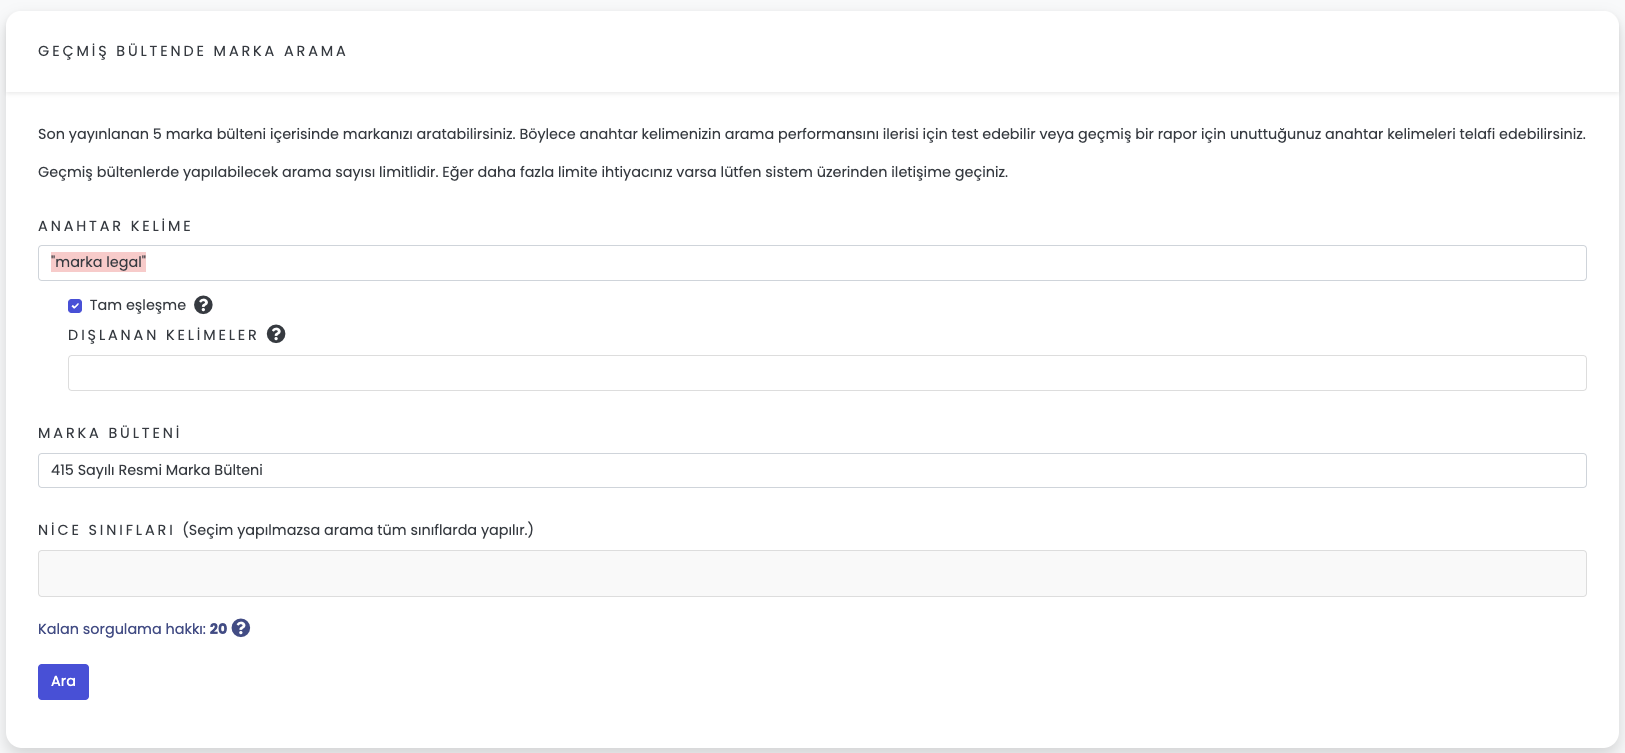 GEÇMİŞ BÜLTENDE MARKA ARAMA
Son yayınlanan 5 marka bülteni içerisinde markanızı aratabilirsiniz. Böylece anahtar kelimenizin arama performansını ilerisi için test edebilir veya geçmiş bir rapor için unuttuğunuz anahtar kelimeleri telafi edebilirsiniz.
Geçmiş bültenlerde yapılabilecek arama sayısı limitlidir. Eğer daha fazla limite ihtiyacınız varsa lütfen sistem üzerinden iletişime geçiniz.
ANAHTAR KELİME
"marka legal"
Tam eşleşme ?
DIŞLANAN KELİMELER ?
MARKA BÜLTENİ
415 Sayılı Resmi Marka Bülteni
NİCE SINIFLARI (Seçim yapılmazsa arama tüm sınıflarda yapılır.)
Kalan sorgulama hakkı: 20 ?
Ara